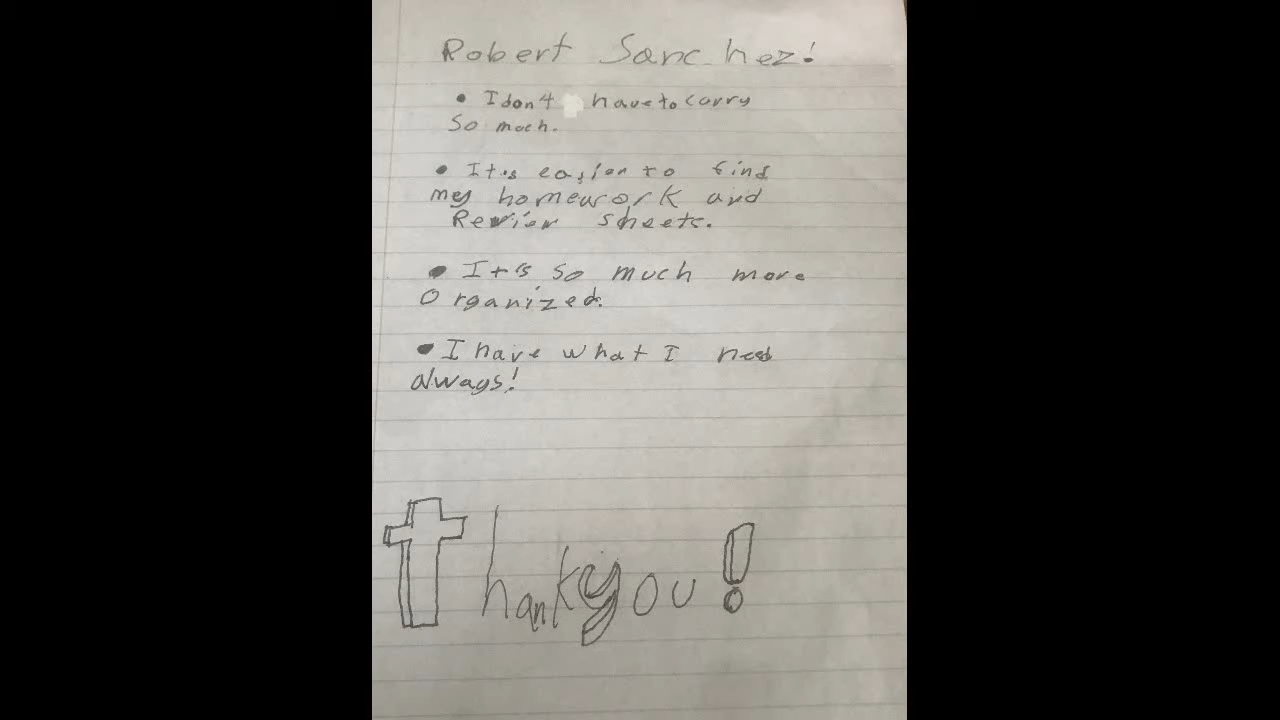 Robert Sanchez!
• I don4 have to carry
So much.
• It's easier to find
my homework and
Review sheets.
• It's so much more
Organized.
• I have what I need
always!
Thank you!